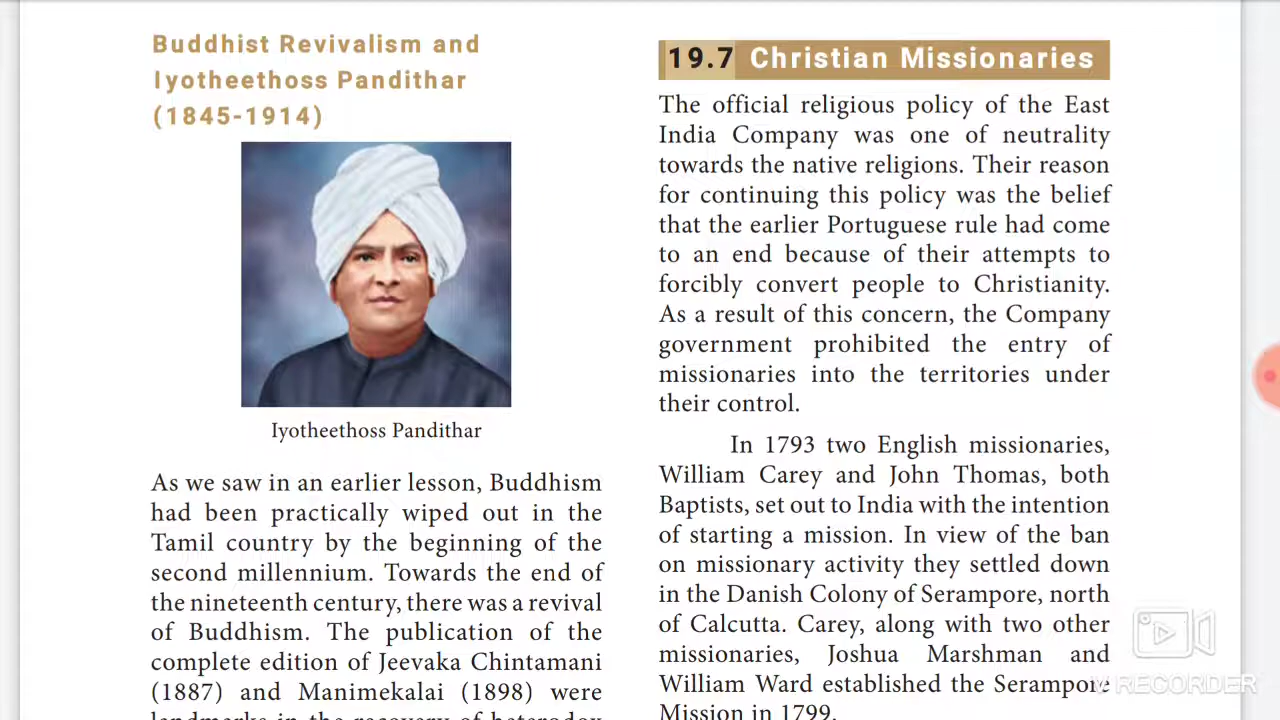 Buddhist Revivalism and
Iyotheethoss Pandithar
(1845-1914)
Iyotheethoss Pandithar
As we saw in an earlier lesson, Buddhism
had been practically wiped out in the
Tamil country by the beginning of the
second millennium. Towards the end of
the nineteenth century, there was a revival
of Buddhism. The publication of the
complete edition of Jeevaka Chintamani
(1887) and Manimekalai (1898) were
landmarks in the recovery of heterodox
19.7 Christian Missionaries
The official religious policy of the East
India Company was one of neutrality
towards the native religions. Their reason
for continuing this policy was the belief
that the earlier Portuguese rule had come
to an end because of their attempts to
forcibly convert people to Christianity.
As a result of this concern, the Company
government prohibited the entry of
missionaries into the territories under
their control.
In 1793 two English missionaries,
William Carey and John Thomas, both
Baptists, set out to India with the intention
of starting a mission. In view of the ban
on missionary activity they settled down
in the Danish Colony of Serampore, north
of Calcutta. Carey, along with two other
missionaries, Joshua Marshman and
William Ward established the Serampore
Mission in 1799.
V RECORDER